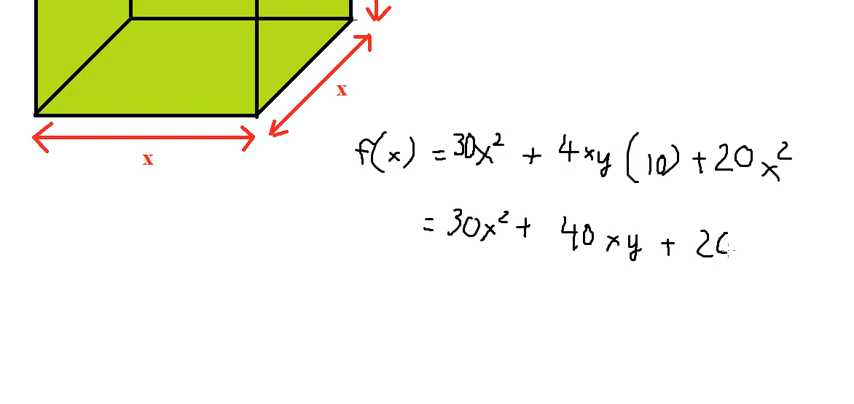 x
x
f(x) = 30x² + 4xy (10) + 20x²
= 30x² + 40xy + 20